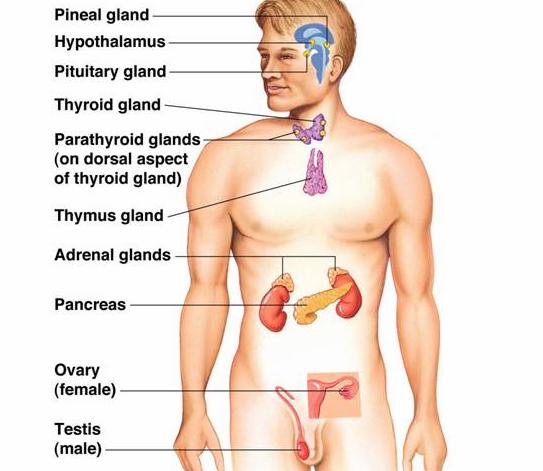 Pineal gland
Hypothalamus
Pituitary gland
Thyroid gland
Parathyroid glands
(on dorsal aspect
of thyroid gland)
Thymus gland
Adrenal glands
Pancreas
Ovary
(female)
Testis
(male)